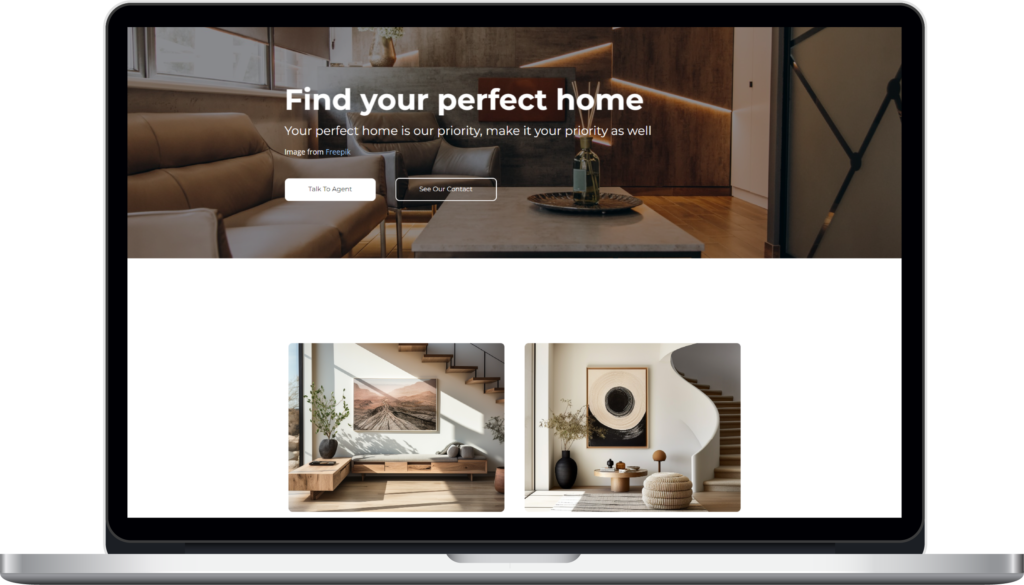 Find your perfect home
Your perfect home is our priority, make it your priority as well
Image from Freepik
Talk To Agent
See Our Contact